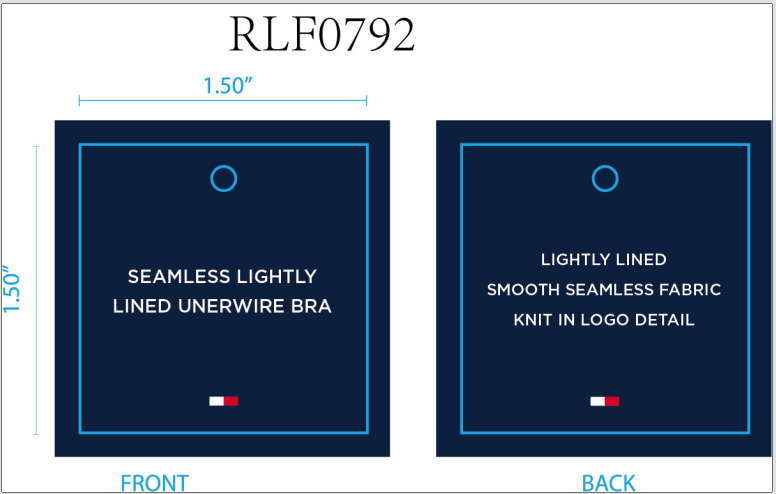 RLF0792
1.50"
1.50"
SEAMLESS LIGHTLY
LINED UNERWIRE BRA
LIGHTLY LINED
SMOOTH SEAMLESS FABRIC
KNIT IN LOGO DETAIL
FRONT
BACK